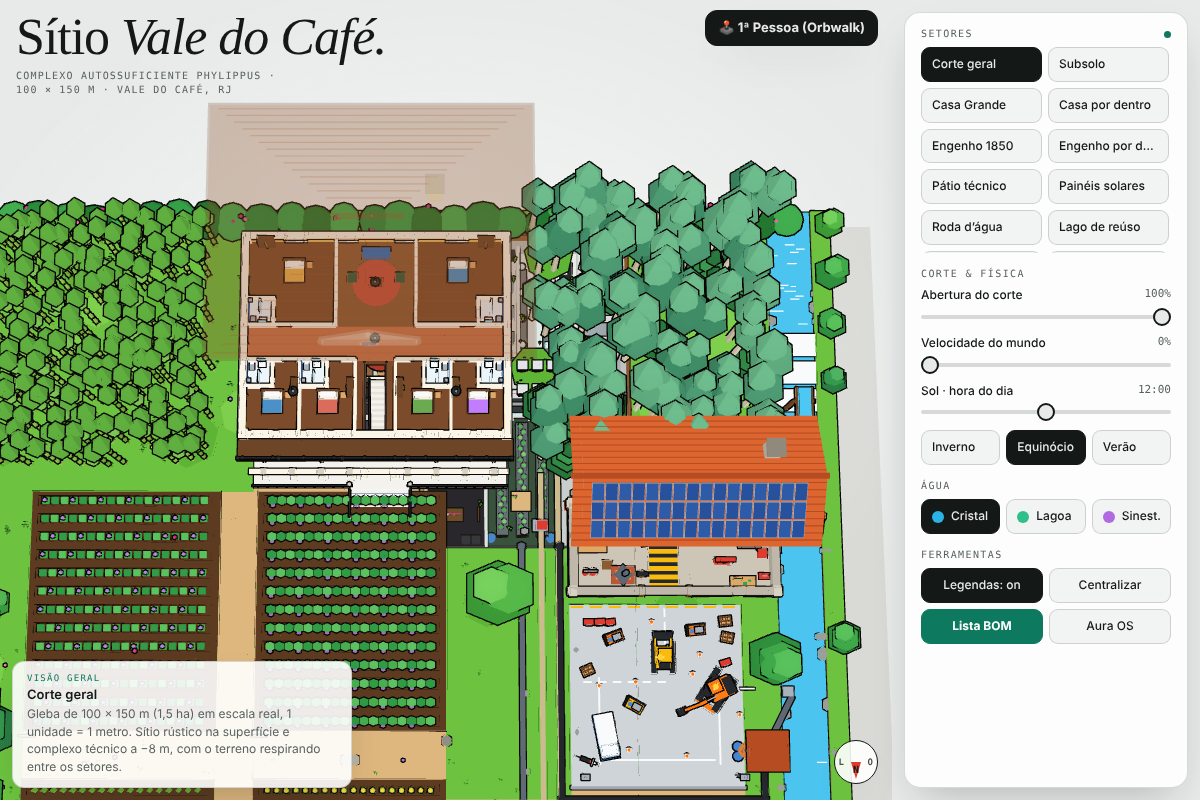 Sítio Vale do Café.
COMPLEXO AUTOSSUFICIENTE PHYLIPPUS ·
100 × 150 M · VALE DO CAFÉ, RJ
🕹️ 1ª Pessoa (Orbwalk)
SETORES
Corte geral
Subsolo
Casa Grande
Casa por dentro
Engenho 1850
Engenho por d...
Pátio técnico
Painéis solares
Roda d'água
Lago de reúso
CORTE & FÍSICA
Abertura do corte 100%
Velocidade do mundo 0%
Sol · hora do dia 12:00
Inverno
Equinócio
Verão
ÁGUA
Cristal
Lagoa
Sinest.
FERRAMENTAS
Legendas: on
Centralizar
Lista BOM
Aura OS
VISÃO GERAL
Corte geral
Gleba de 100 × 150 m (1,5 ha) em escala real, 1
unidade = 1 metro. Sítio rústico na superfície e
complexo técnico a −8 m, com o terreno respirando
entre os setores.
L N O